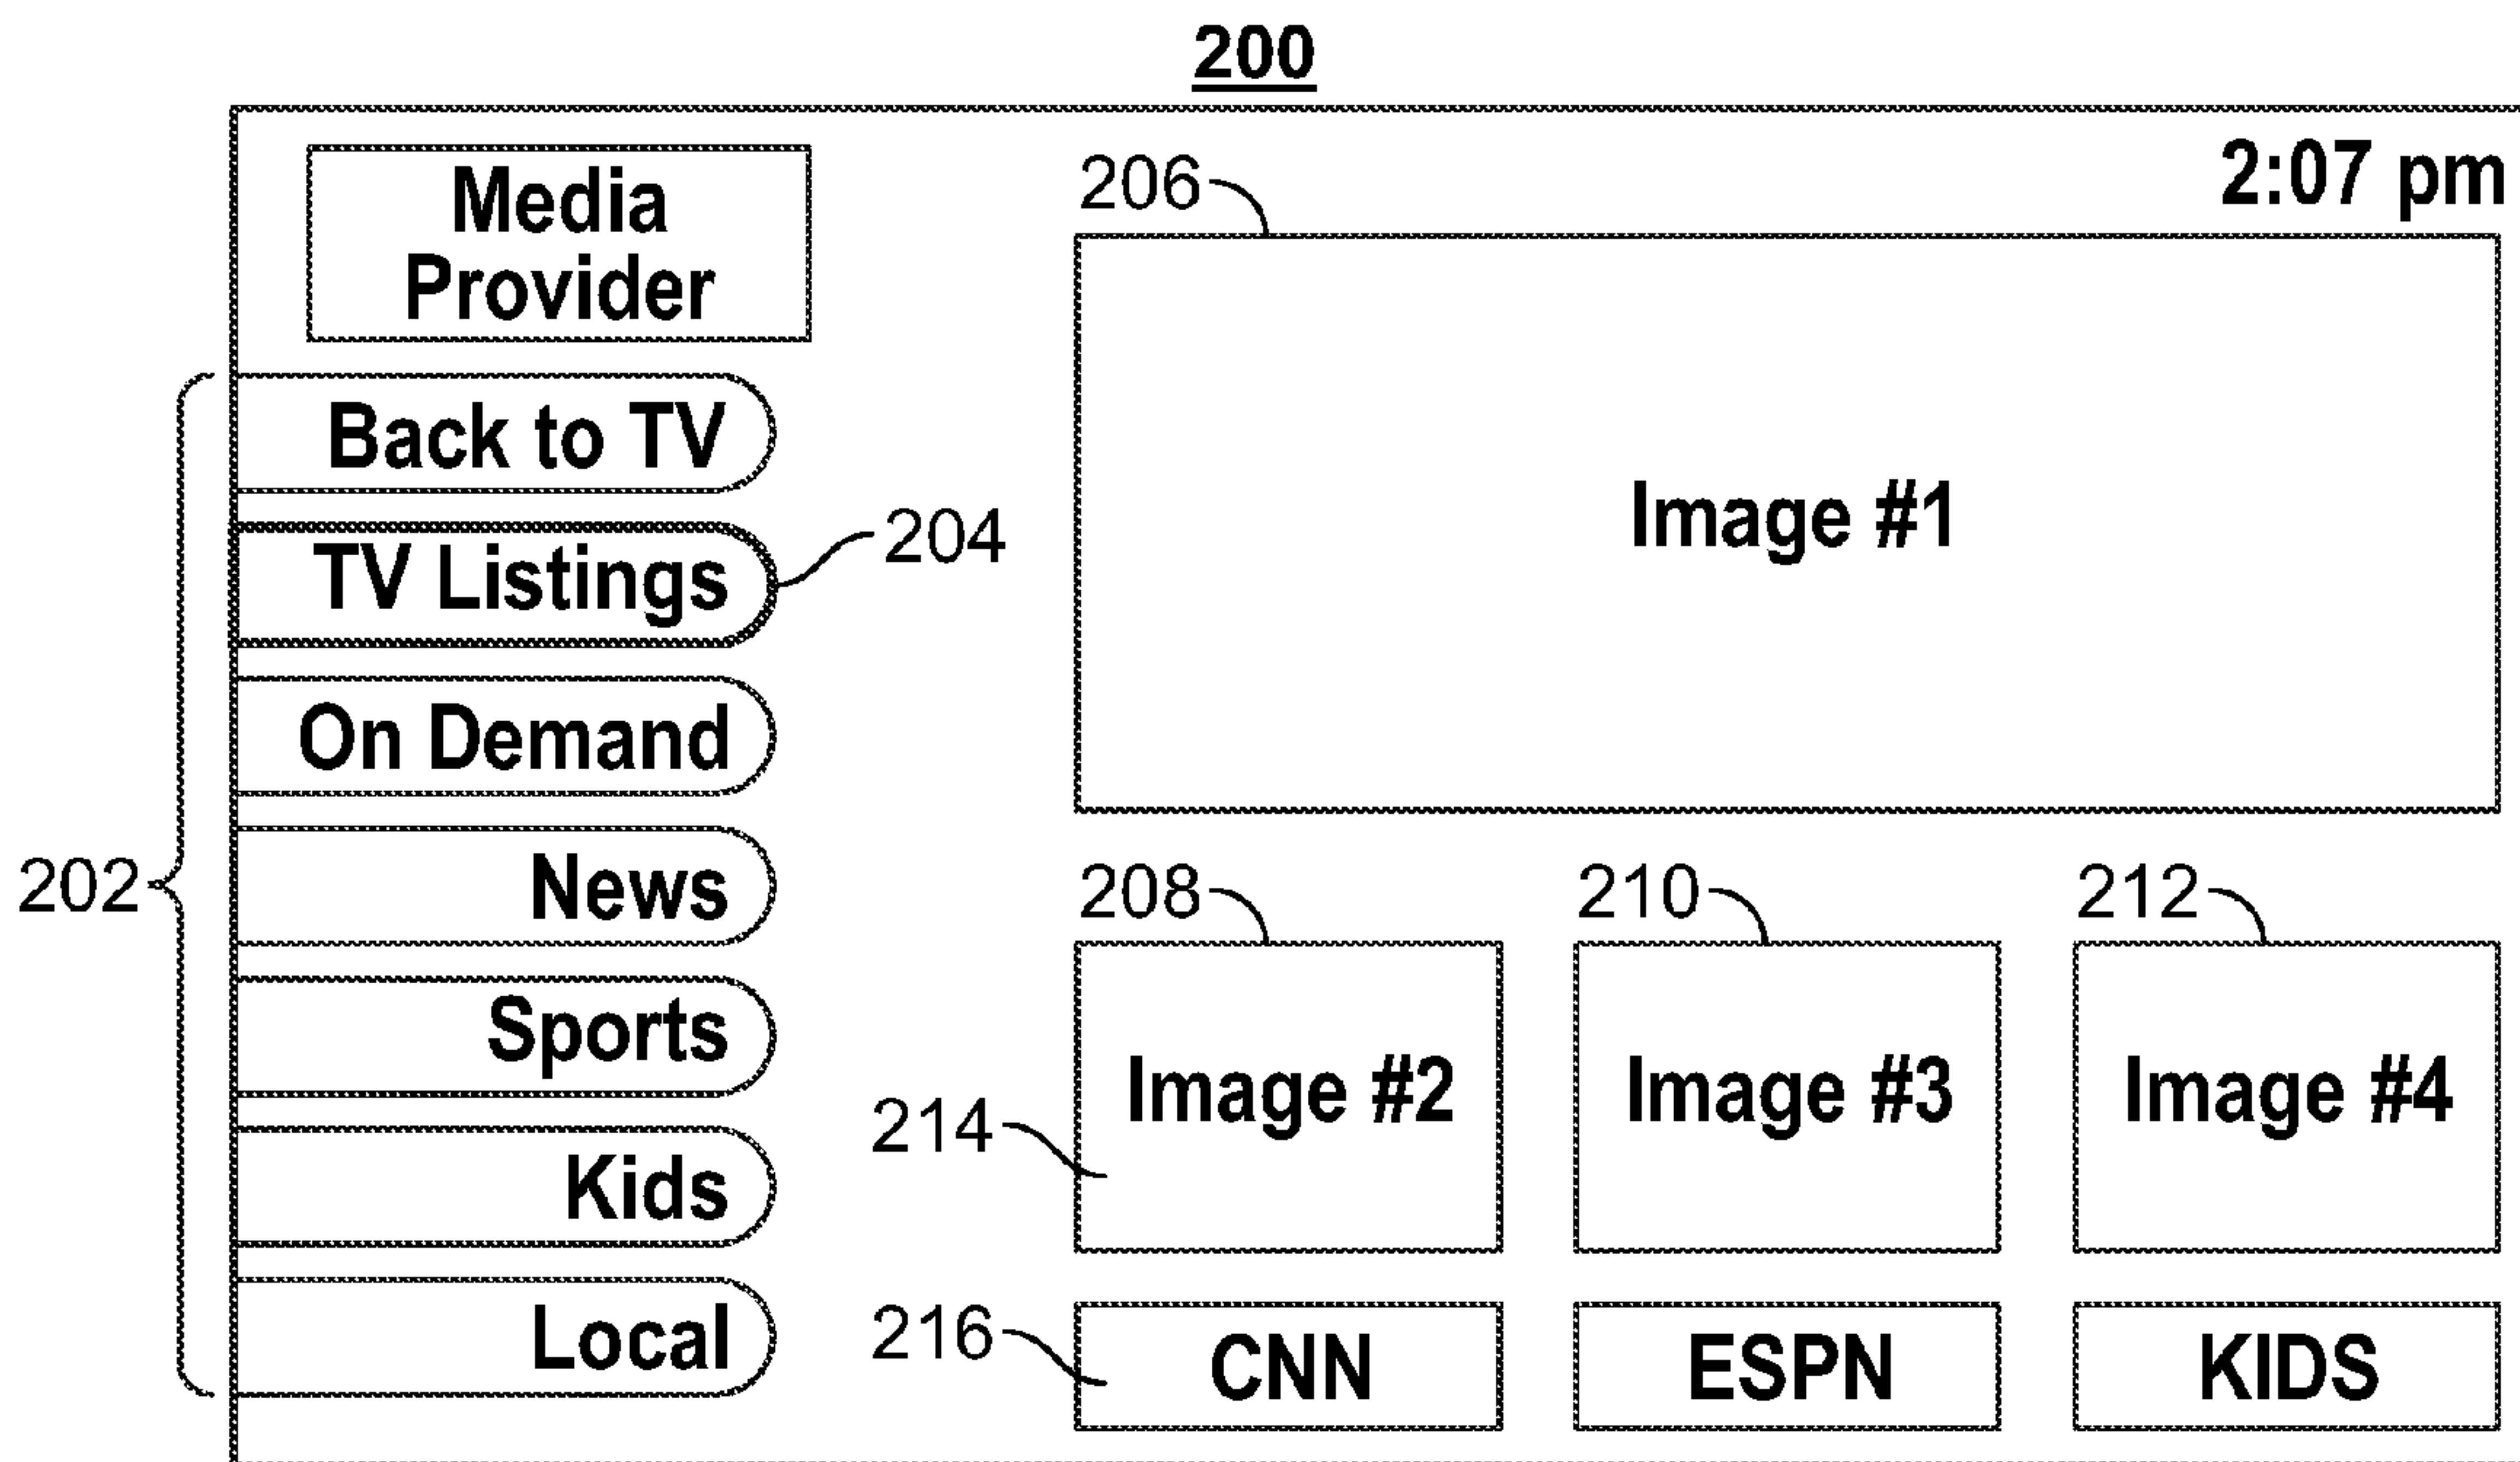 200
2:07 pm
Media
Provider
206
Image #1
Back to TV
TV Listings
204
On Demand
News
202
Sports
Kids
Local
208
210
212
Image #2
Image #3
Image #4
214
216
CNN
ESPN
KIDS